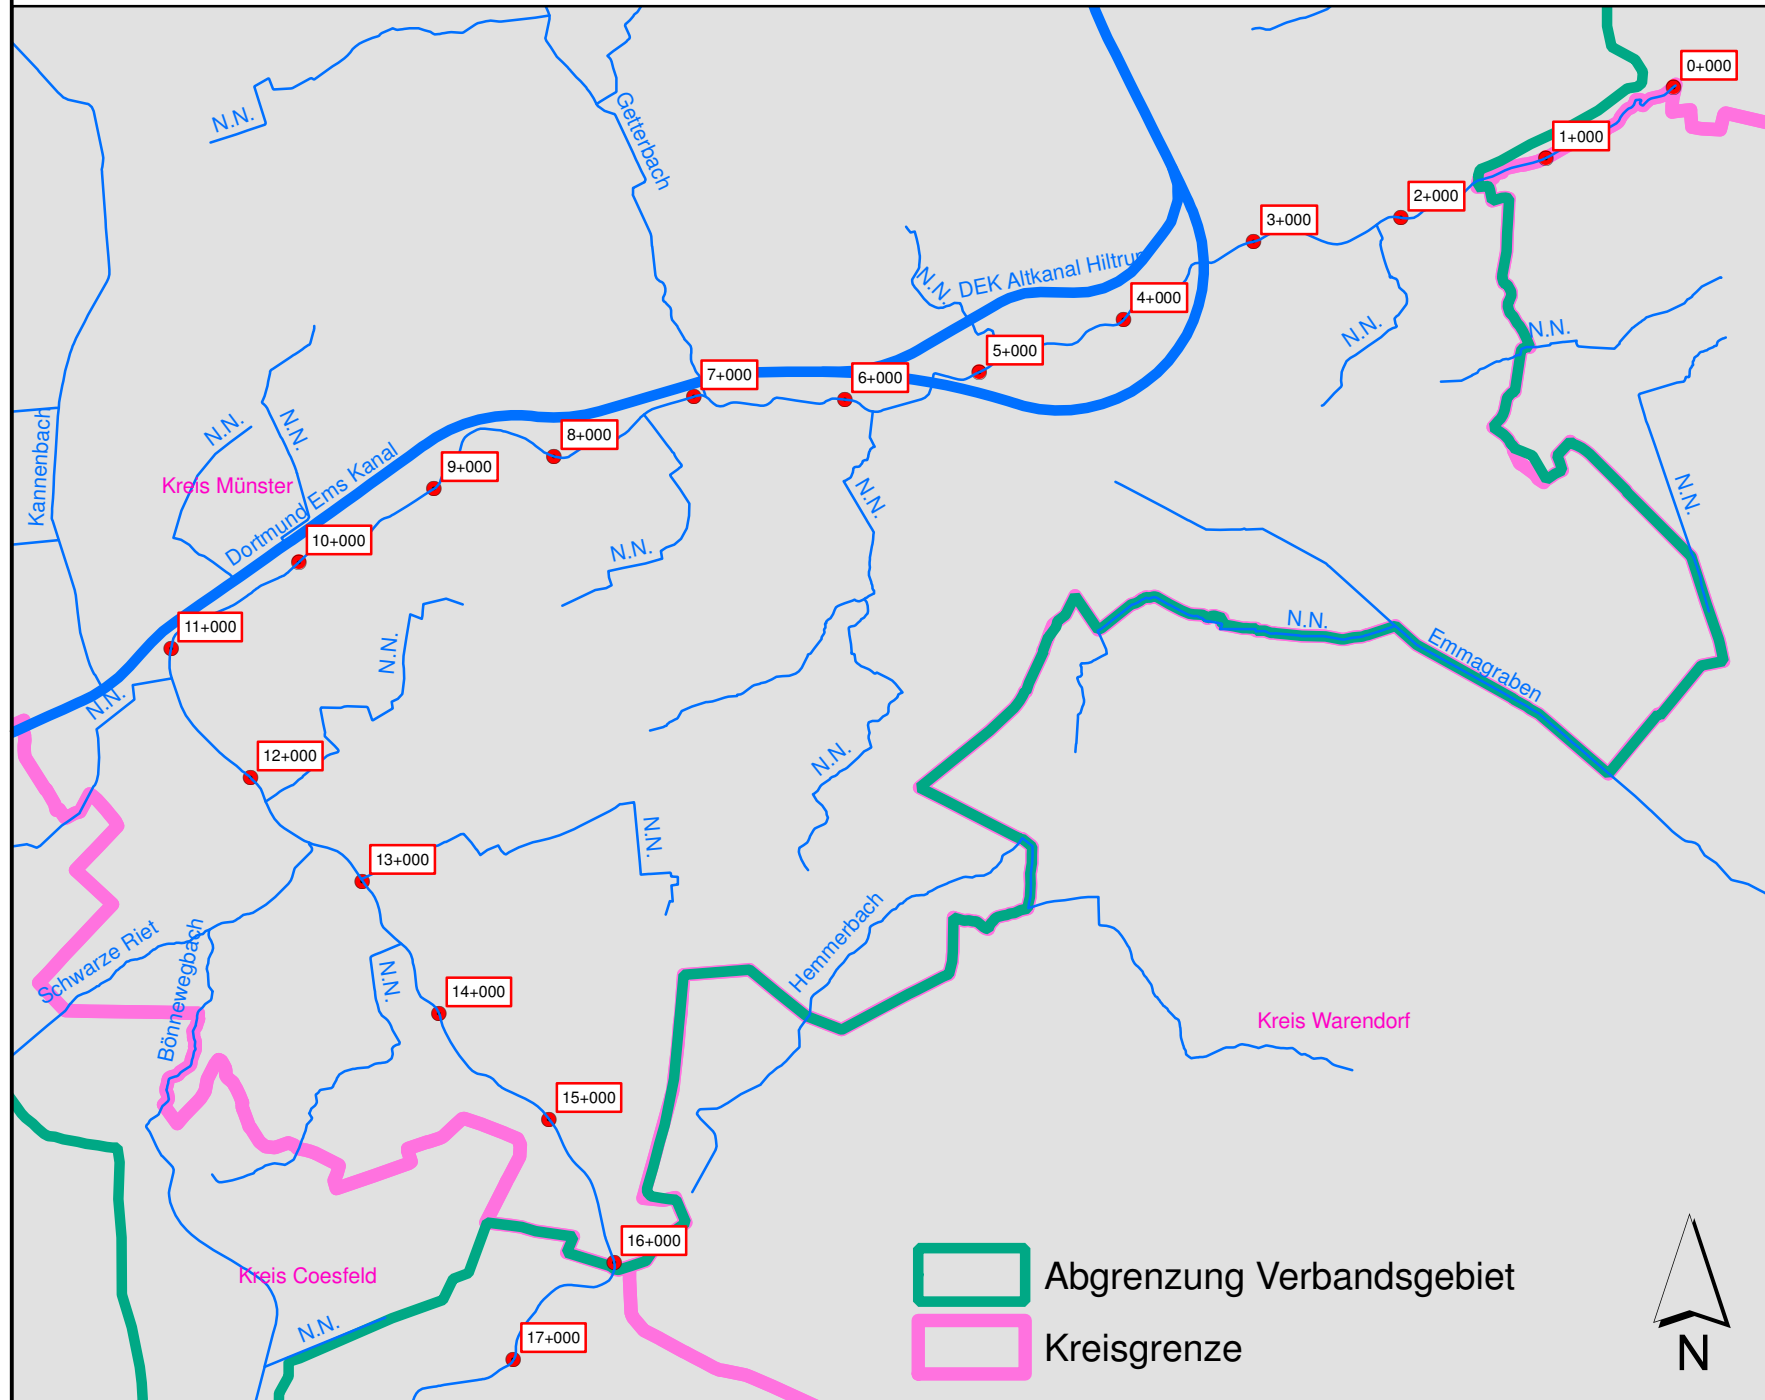 0+000
N.N.
Getterbach
1+000
2+000
3+000
N.N.
DEK Altkanal Hiltrup
4+000
N.N.
N.N.
5+000
7+000
6+000
Kannenbach
N.N.
N.N.
8+000
9+000
Kreis Münster
Dortmund Ems Kanal
N.N.
N.N.
10+000
N.N.
11+000
N.N.
N.N.
Emmagraben
N.N.
12+000
N.N.
13+000
N.N.
Schwarze Riet
Bönnewegbach
N.N.
Hemmerbach
14+000
Kreis Warendorf
15+000
16+000
Kreis Coesfeld
Abgrenzung Verbandsgebiet
N.N.
17+000
Kreisgrenze
N